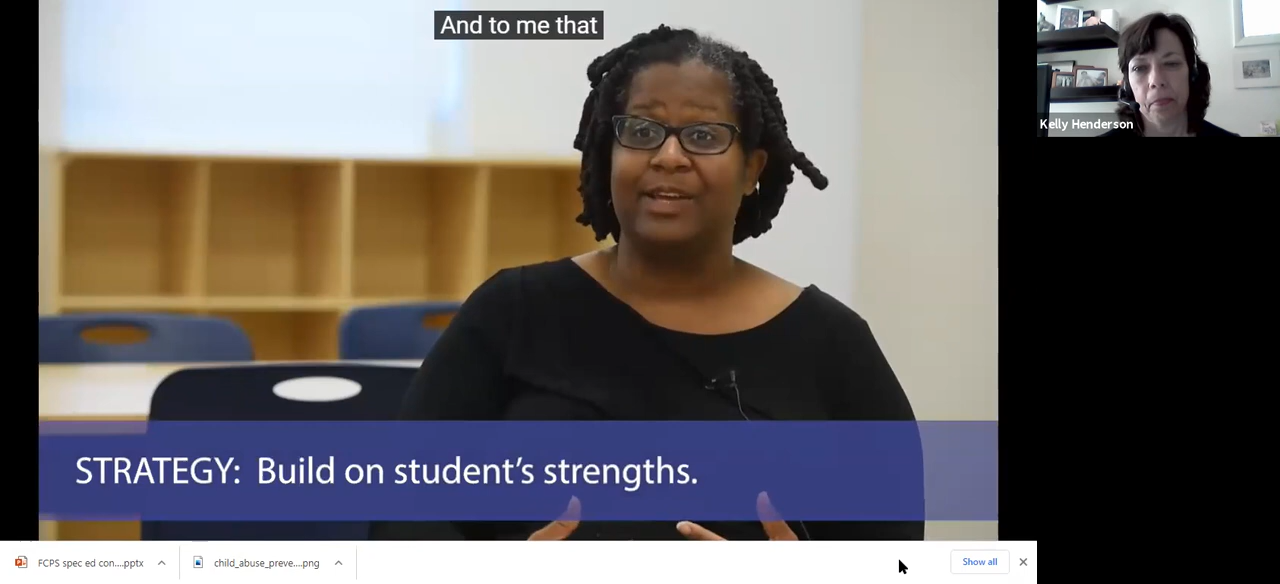 And to me that
Kelly Henderson
STRATEGY: Build on student's strengths.
FCPS spec ed con....pptx
child_abuse_preve....png
Show all